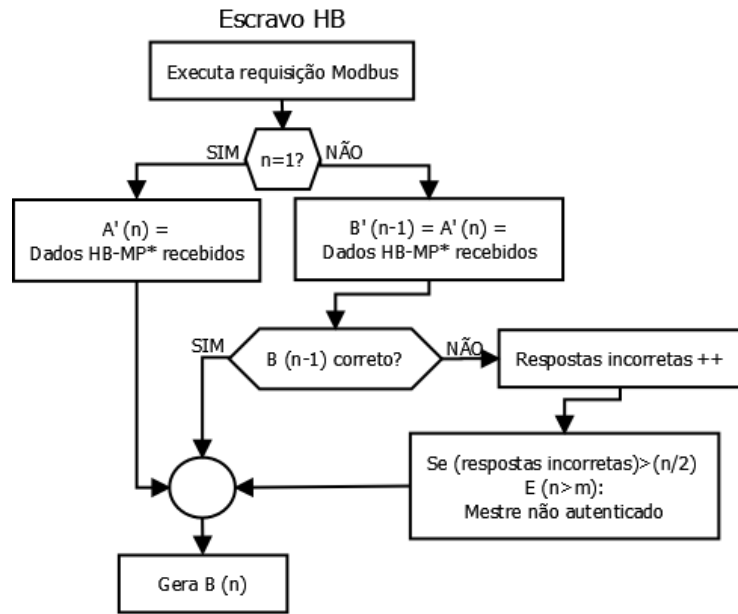 Escravo HB
Executa requisição Modbus
SIM
n=1?
NÃO
A' (n) =
Dados HB-MP* recebidos
B' (n-1) = A' (n) =
Dados HB-MP* recebidos
SIM
B (n-1) correto?
NÃO
Respostas incorretas ++
Se (respostas incorretas)>(n/2)
E (n>m):
Mestre não autenticado
Gera B (n)